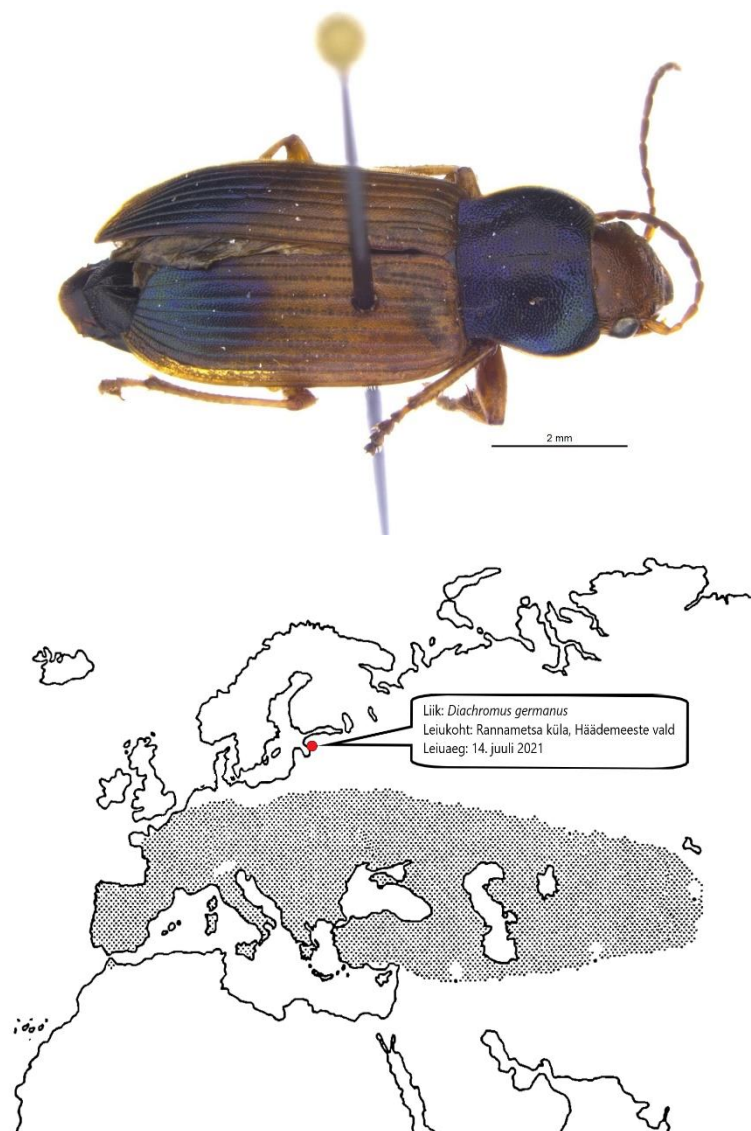 2 mm
Liik: Diachromus germanus
Leiukoht: Rannametsa küla, Häädemeeste vald
Leiuaeg: 14. juuli 2021